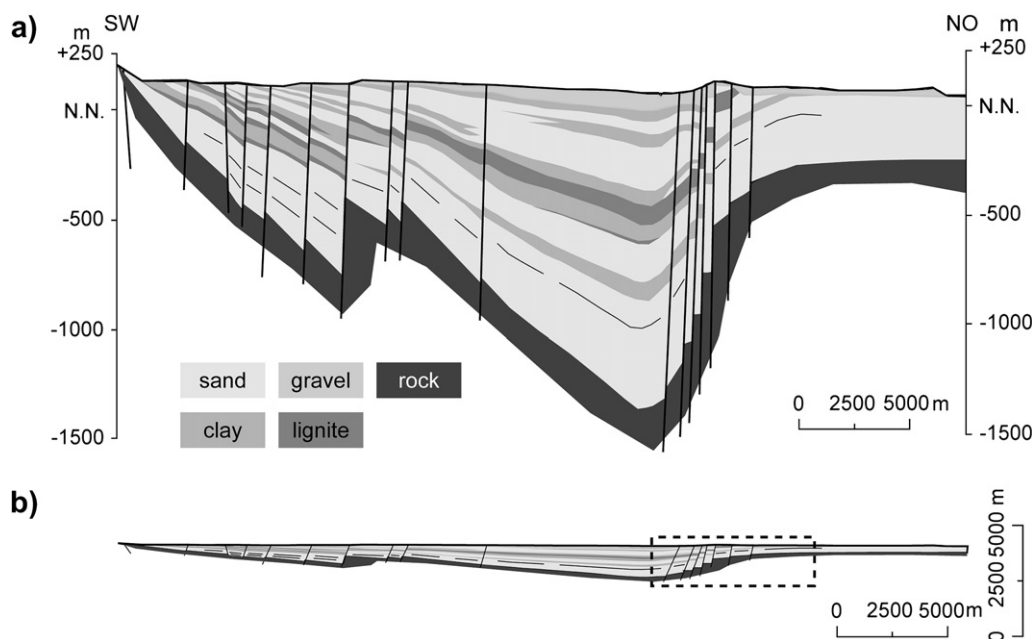 a)
m SW
NO m
+250
+250
N.N.
N.N.
-500
-500
-1000
-1000
-1500
-1500
sand gravel rock
clay lignite
0 2500 5000 m
b)
0 2500 5000 m
0 2500 5000m